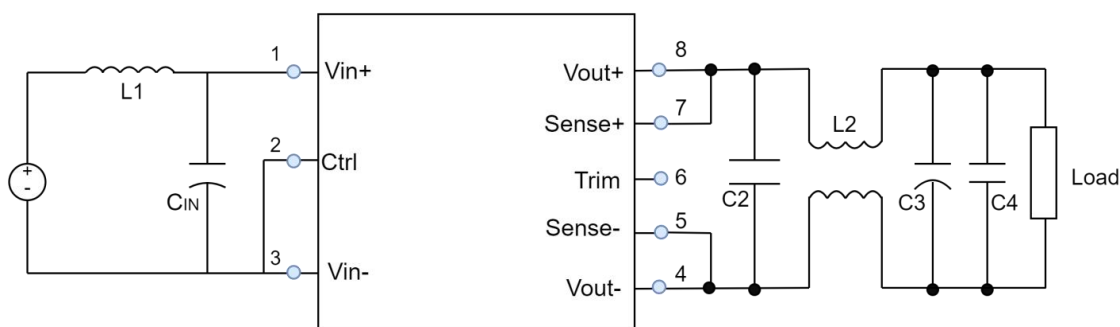 1
Vin+
L1
+
-
CIN
2
Ctrl
3
Vin-
Vout+
8
Sense+
7
Trim
6
Sense-
5
Vout-
4
C2
L2
C3
C4
Load